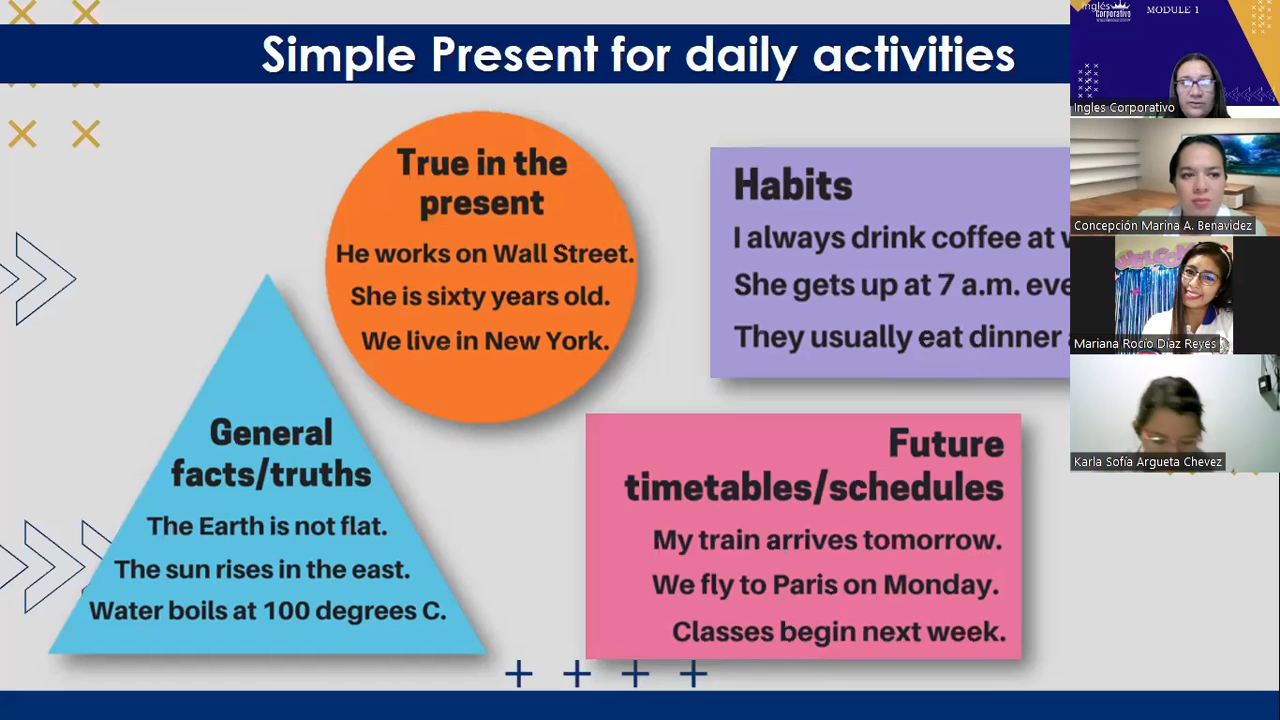 Simple Present for daily activities
True in the
present
He works on Wall Street.
She is sixty years old.
We live in New York.
Habits
I always drink coffee at
She gets up at 7 a.m.
They usually eat dinner
General
facts/truths
The Earth is not flat.
The sun rises in the east.
Water boils at 100 degrees C.
Future
timetables/schedules
My train arrives tomorrow.
We fly to Paris on Monday.
Classes begin next week.
Inglés
corporativo
MODULE 1
Ingles Corporativo
Concepción Marina A. Benavidez
Mariana Rocío Díaz Reyes
Karla Sofía Argueta Chevez